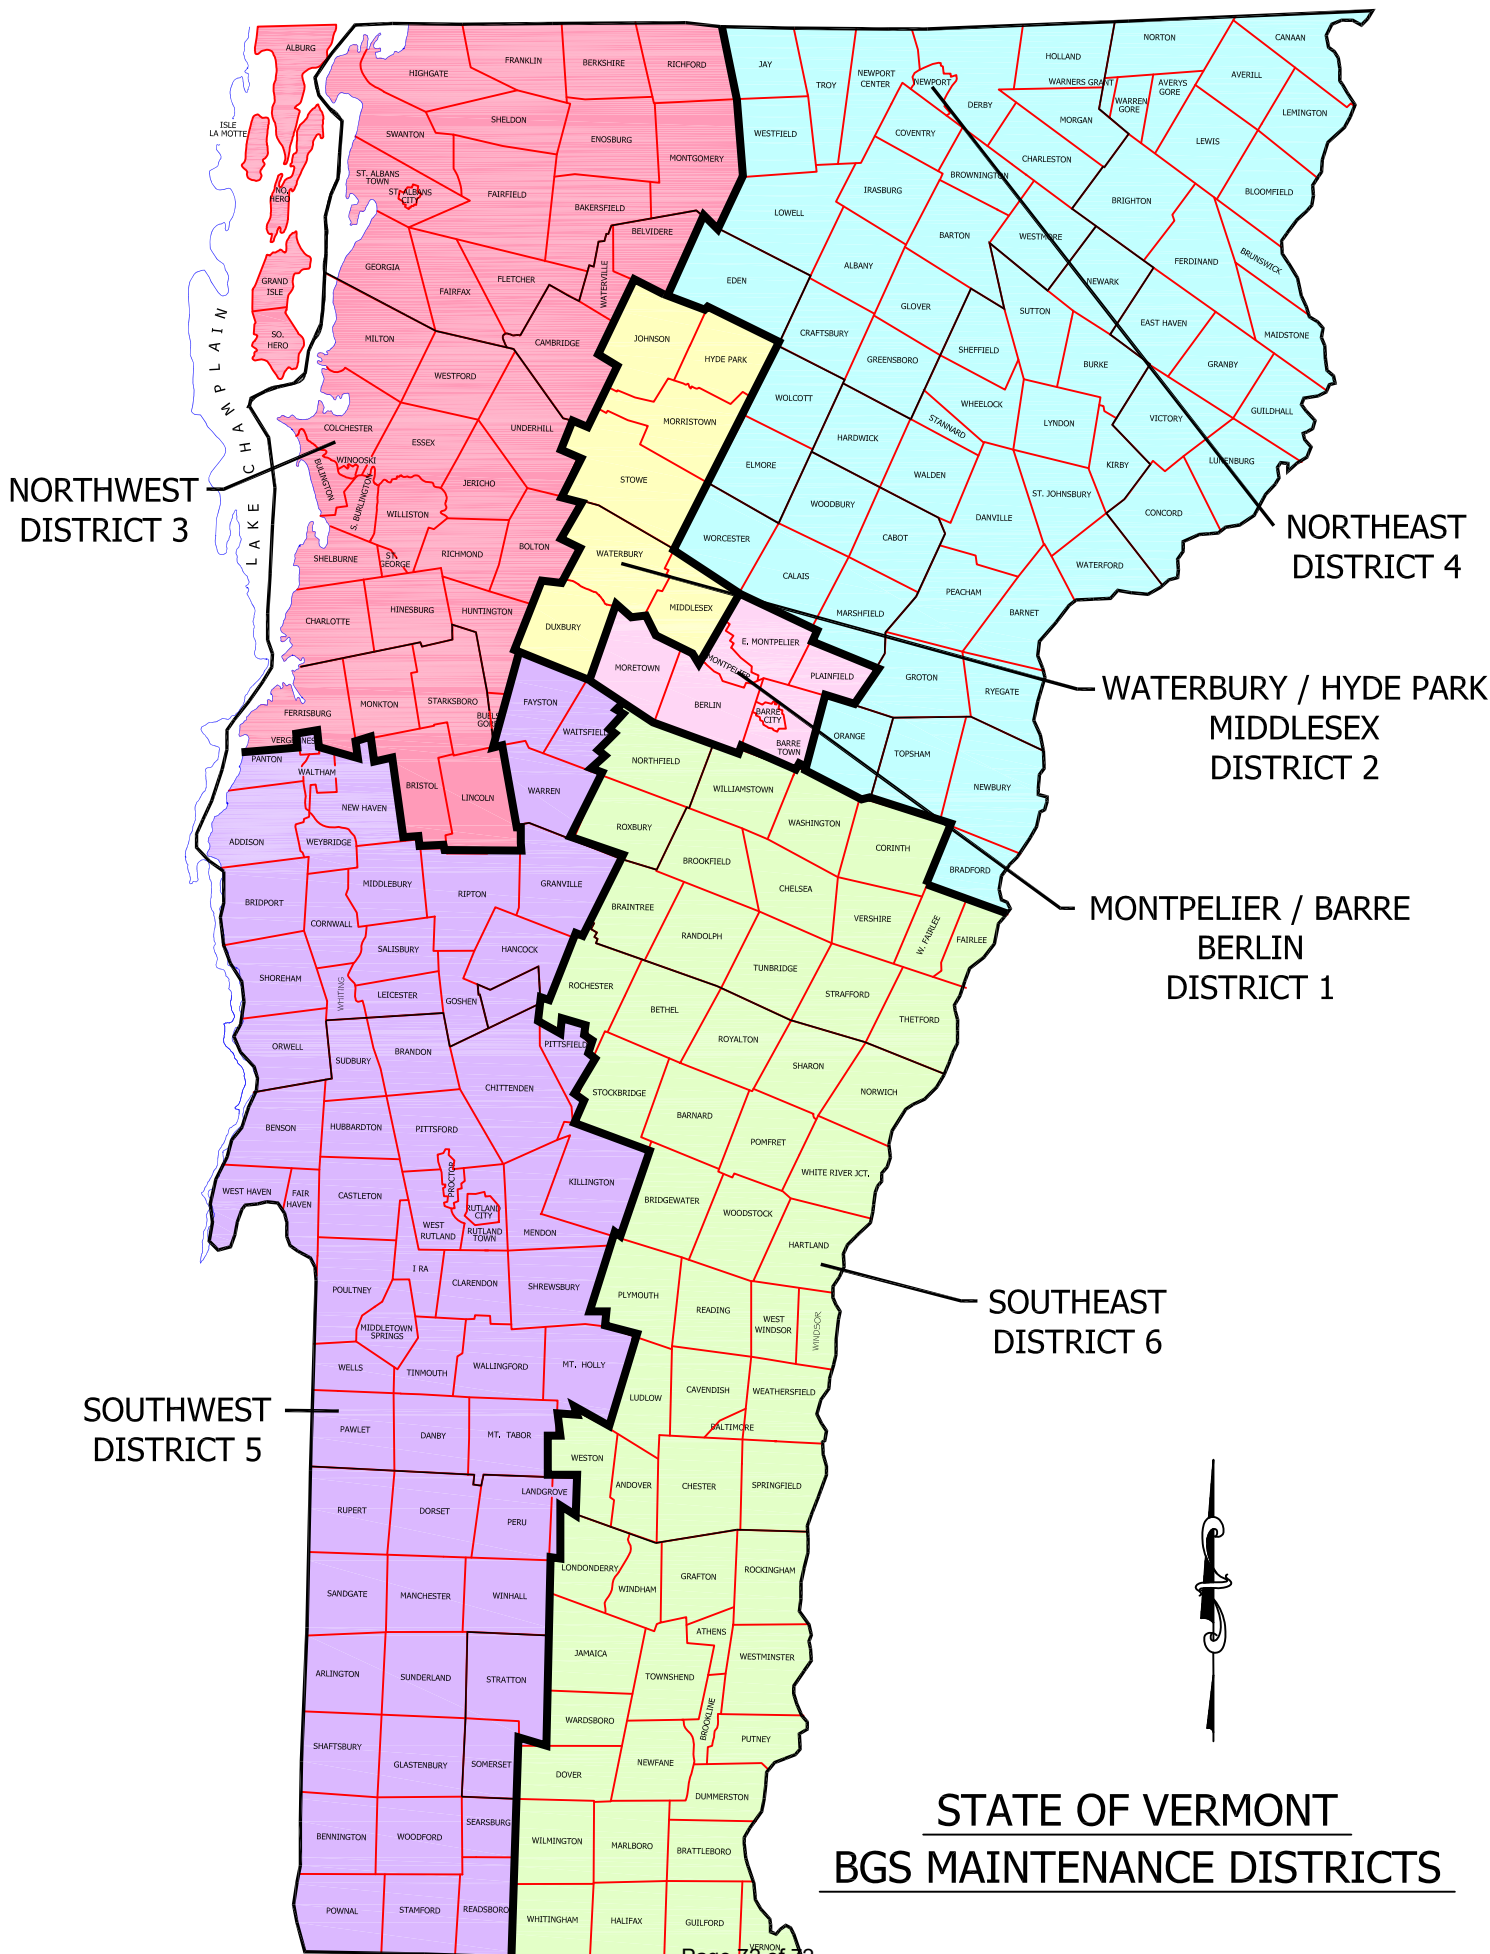 ALBURG
HIGHGATE
FRANKLIN
BERKSHIRE
RICHFORD
JAY
TROY
NEWPORT
CENTER
NEWPORT
DERBY
HOLLAND
WARNERS GRANT
NORTON
WARREN
GORE
AVERYS
GORE
AVERILL
CANAAN
LEMINGTON
ISLE
LA MOTTE
SWANTON
SHELDON
ENOSBURG
MONTGOMERY
WESTFIELD
COVENTRY
MORGAN
CHARLESTON
LEWIS
BLOOMFIELD
NO.
HERO
ST. ALBANS
TOWN
ST. ALBANS
CITY
FAIRFIELD
BAKERSFIELD
BELVIDERE
LOWELL
IRASBURG
BROWNINGTON
BARTON
WESTMORE
BRIGHTON
FERDINAND
BRUNSWICK
GRAND
ISLE
SO.
HERO
GEORGIA
FAIRFAX
FLETCHER
WATERVILLE
EDEN
ALBANY
GLOVER
SUTTON
NEWARK
EAST HAVEN
MAIDSTONE
LAKE CHAMPLAIN
MILTON
WESTFORD
CAMBRIDGE
JOHNSON
HYDE PARK
CRAFTSBURY
GREENSBORO
SHEFFIELD
BURKE
GRANBY
GUILDHALL
COLCHESTER
WINOOSKI
BULINGTON
S. BURLINGTON
ESSEX
UNDERHILL
MORRISTOWN
WOLCOTT
HARDWICK
STANNARD
WHEELOCK
LYNDON
VICTORY
LUNENBURG
JERICHO
STOWE
ELMORE
WALDEN
KIRBY
ST. JOHNSBURY
CONCORD
NORTHWEST
DISTRICT 3
WILLISTON
WOODBURY
DANVILLE
NORTHEAST
DISTRICT 4
SHELBURNE
ST.
GEORGE
RICHMOND
BOLTON
WATERBURY
WORCESTER
CABOT
CALAIS
WATERFORD
PEACHAM
BARNET
CHARLOTTE
HINESBURG
HUNTINGTON
DUXBURY
MIDDLESEX
MARSHFIELD
E. MONTPELIER
MONTPELIER
PLAINFIELD
MORETOWN
GROTON
RYEGATE
WATERBURY / HYDE PARK
MIDDLESEX
DISTRICT 2
FERRISBURG
MONKTON
STARKSBORO
BUELS
GORE
FAYSTON
WAITSFIELD
BERLIN
BARRE
CITY
BARRE
TOWN
ORANGE
TOPSHAM
NEWBURY
VERGENNES
PANTON
WALTHAM
NEW HAVEN
BRISTOL
LINCOLN
WARREN
NORTHFIELD
WILLIAMSTOWN
WASHINGTON
CORINTH
BRADFORD
ADDISON
WEYBRIDGE
ROXBURY
BROOKFIELD
CHELSEA
MIDDLEBURY
RIPTON
GRANVILLE
BRAINTREE
VERSHIRE
W. FAIRLEE
FAIRLEE
MONTPELIER / BARRE
BERLIN
DISTRICT 1
BRIDPORT
CORNWALL
SALISBURY
HANCOCK
RANDOLPH
TUNBRIDGE
STRAFFORD
THETFORD
SHOREHAM
WHITING
LEICESTER
GOSHEN
ROCHESTER
BETHEL
ROYALTON
SHARON
NORWICH
ORWELL
SUDBURY
BRANDON
CHITTENDEN
PITTSFIELD
STOCKBRIDGE
BARNARD
POMFRET
BENSON
HUBBARDTON
PITTSFORD
WHITE RIVER JCT.
WEST HAVEN
FAIR
HAVEN
CASTLETON
PROCTOR
RUTLAND
CITY
RUTLAND
TOWN
WEST
RUTLAND
MENDON
KILLINGTON
BRIDGEWATER
WOODSTOCK
HARTLAND
POULTNEY
I RA
CLARENDON
SHREWSBURY
PLYMOUTH
READING
WEST
WINDSOR
WINDSOR
SOUTHEAST
DISTRICT 6
MIDDLETOWN
SPRINGS
WELLS
TINMOUTH
WALLINGFORD
MT. HOLLY
LUDLOW
CAVENDISH
WEATHERSFIELD
BALTIMORE
SOUTHWEST
DISTRICT 5
PAWLET
DANBY
MT. TABOR
WESTON
ANDOVER
CHESTER
SPRINGFIELD
RUPERT
DORSET
LANDGROVE
PERU
SANDGATE
MANCHESTER
WINHALL
LONDONDERRY
WINDHAM
GRAFTON
ROCKINGHAM
ARLINGTON
SUNDERLAND
STRATTON
JAMAICA
TOWNSHEND
ATHENS
WESTMINSTER
BROOKLINE
WARDSBORO
PUTNEY
SHAFTSBURY
GLASTENBURY
SOMERSET
DOVER
NEWFANE
DUMMERSTON
BENNINGTON
WOODFORD
SEARSBURG
WILMINGTON
MARLBORO
BRATTLEBORO
POWNAL
STAMFORD
READSBORO
WHITINGHAM
HALIFAX
GUILFORD
VERNON
STATE OF VERMONT
BGS MAINTENANCE DISTRICTS
Page 72 of 72